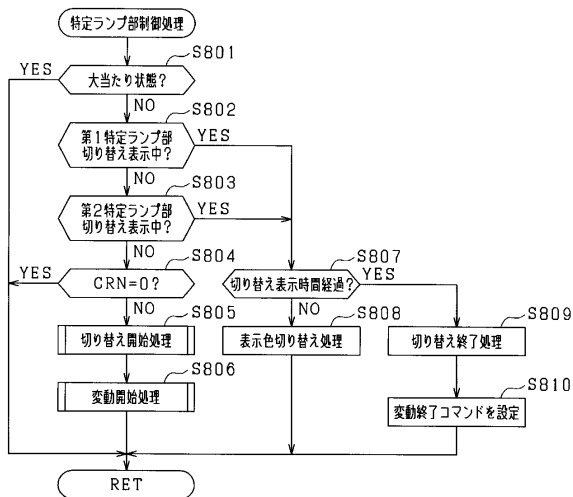 特定ランプ部制御処理
S801
YES
大当たり状態?
NO
S802
第1特定ランプ部
切り替え表示中?
YES
NO
S803
第2特定ランプ部
切り替え表示中?
YES
NO
S804
YES
CRN=0?
NO
S807
切り替え表示時間経過?
YES
NO
S805
切り替え開始処理
S808
表示色切り替え処理
S809
切り替え終了処理
S806
変動開始処理
S810
変動終了コマンドを設定
RET